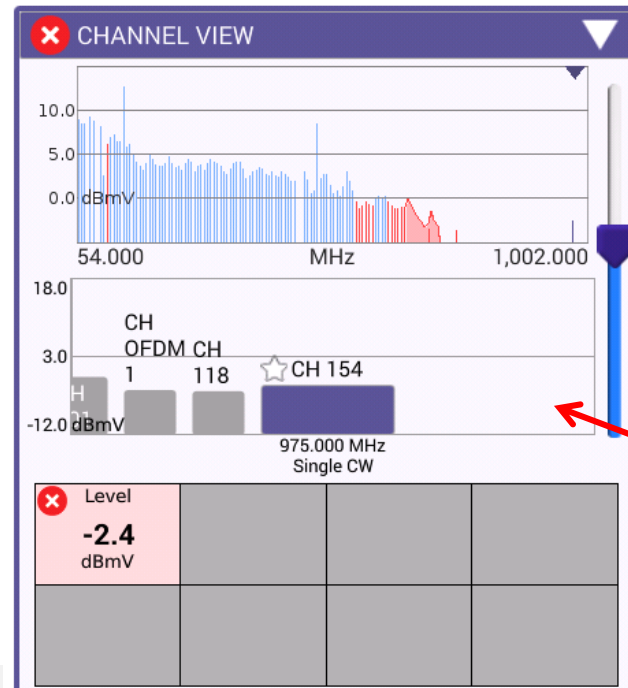 CHANNEL VIEW
10.0
5.0
0.0 dBmV
54.000 MHz 1,002.000
18.0
CH
OFDM CH
3.0
1 118 CH 154
-12.0 dBmV
975.000 MHz
Single CW
Level
-2.4
dBmV